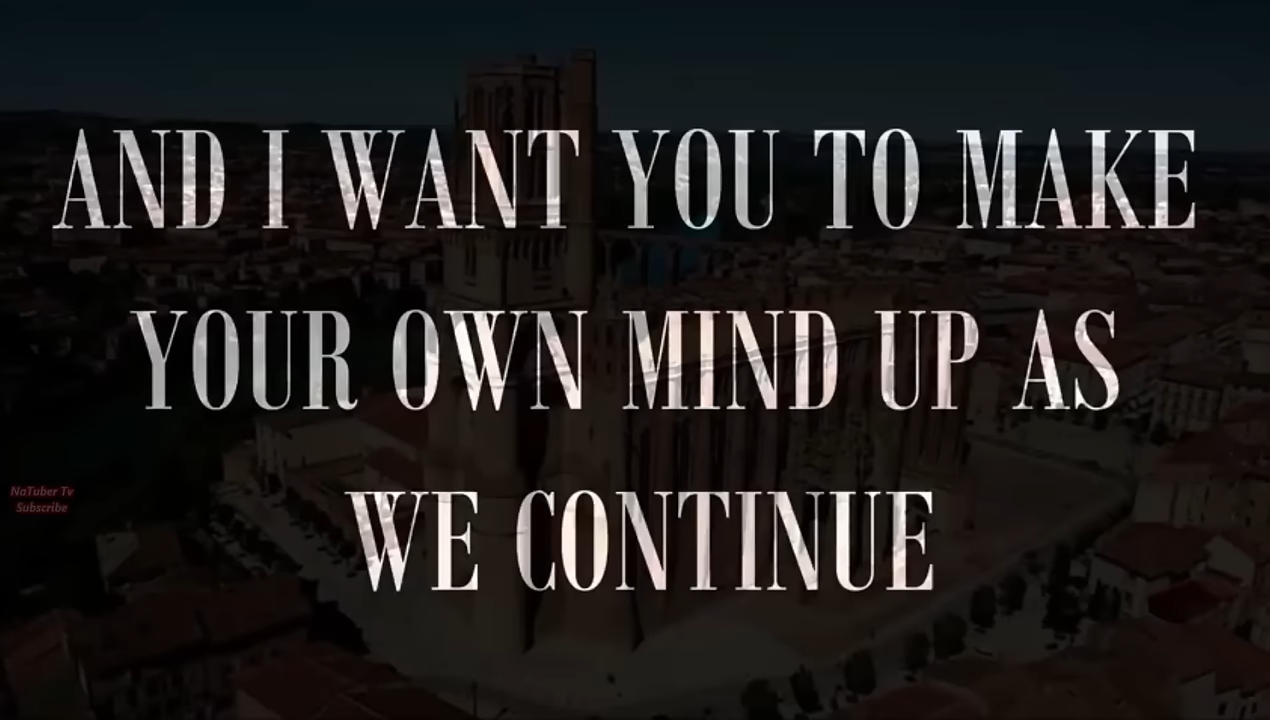 AND I WANT YOU TO MAKE
YOUR OWN MIND UP AS
WE CONTINUE
NaTuber Tv
Subscribe